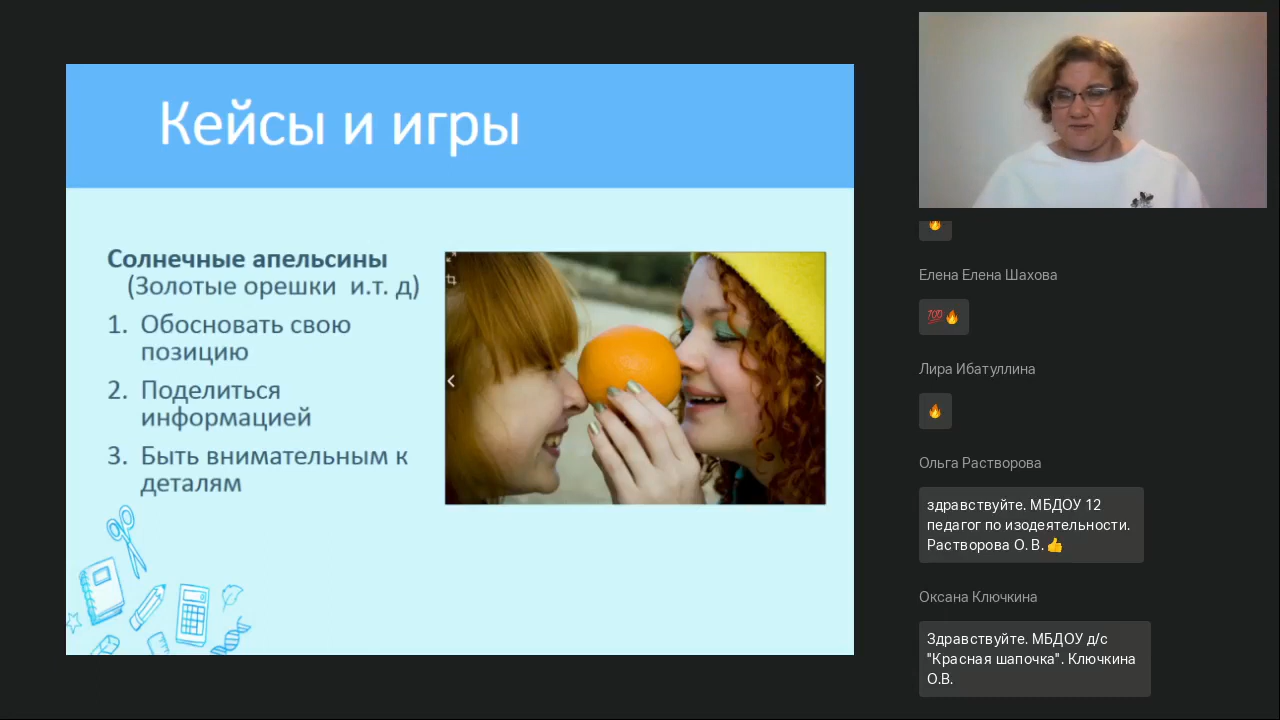 Кейсы и игры
Солнечные апельсины
(Золотые орешки и.т. д)
1. Обосновать свою
позицию
2. Поделиться
информацией
3. Быть внимательным к
деталям
🔥
Елена Елена Шахова
💯🔥
Лира Ибатуллина
🔥
Ольга Растворова
здравствуйте. МБДОУ 12
педагог по изодеятельности.
Растворова О. В.👍
Оксана Ключкина
Здравствуйте. МБДОУ д/с
"Красная шапочка". Ключкина
О.В.